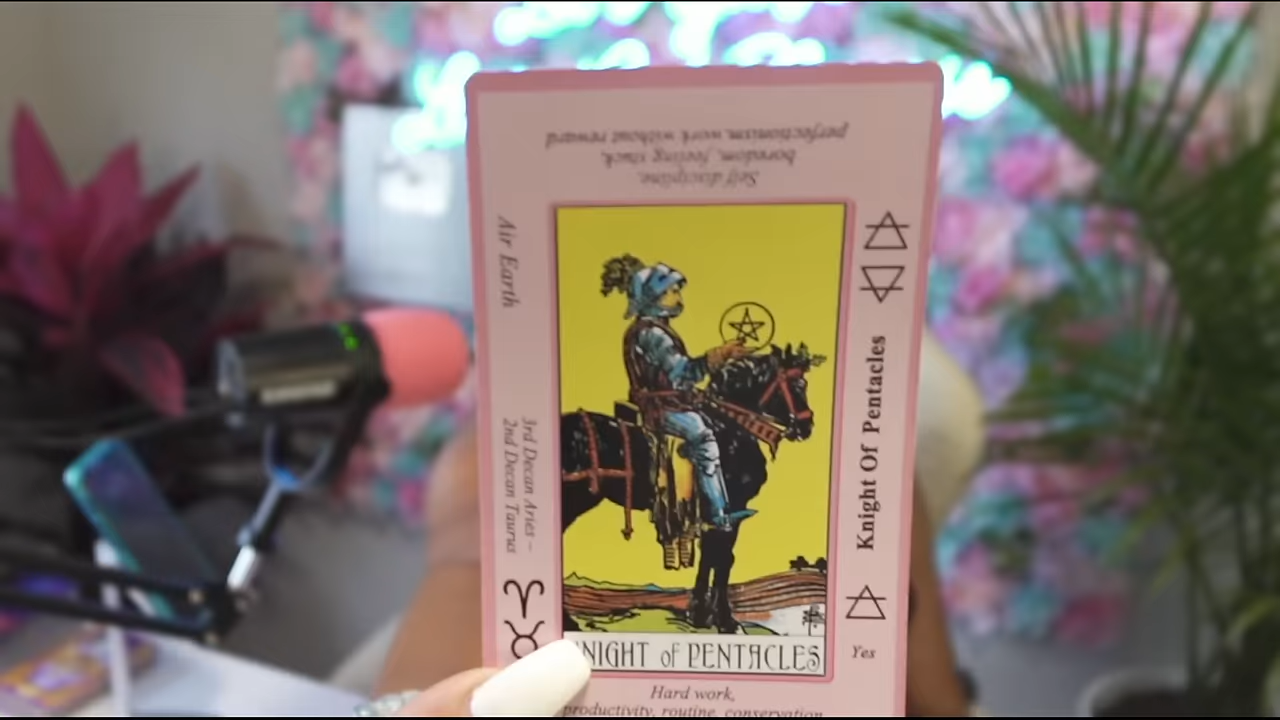 Self discipline,
boredom, feeling stuck,
perfectionism, work without reward
Air Earth
3rd Decan Aries –
2nd Decan Taurus
Knight Of Pentacles
Yes
KNIGHT OF PENTACLES
Hard work,
productivity, routine, conservation